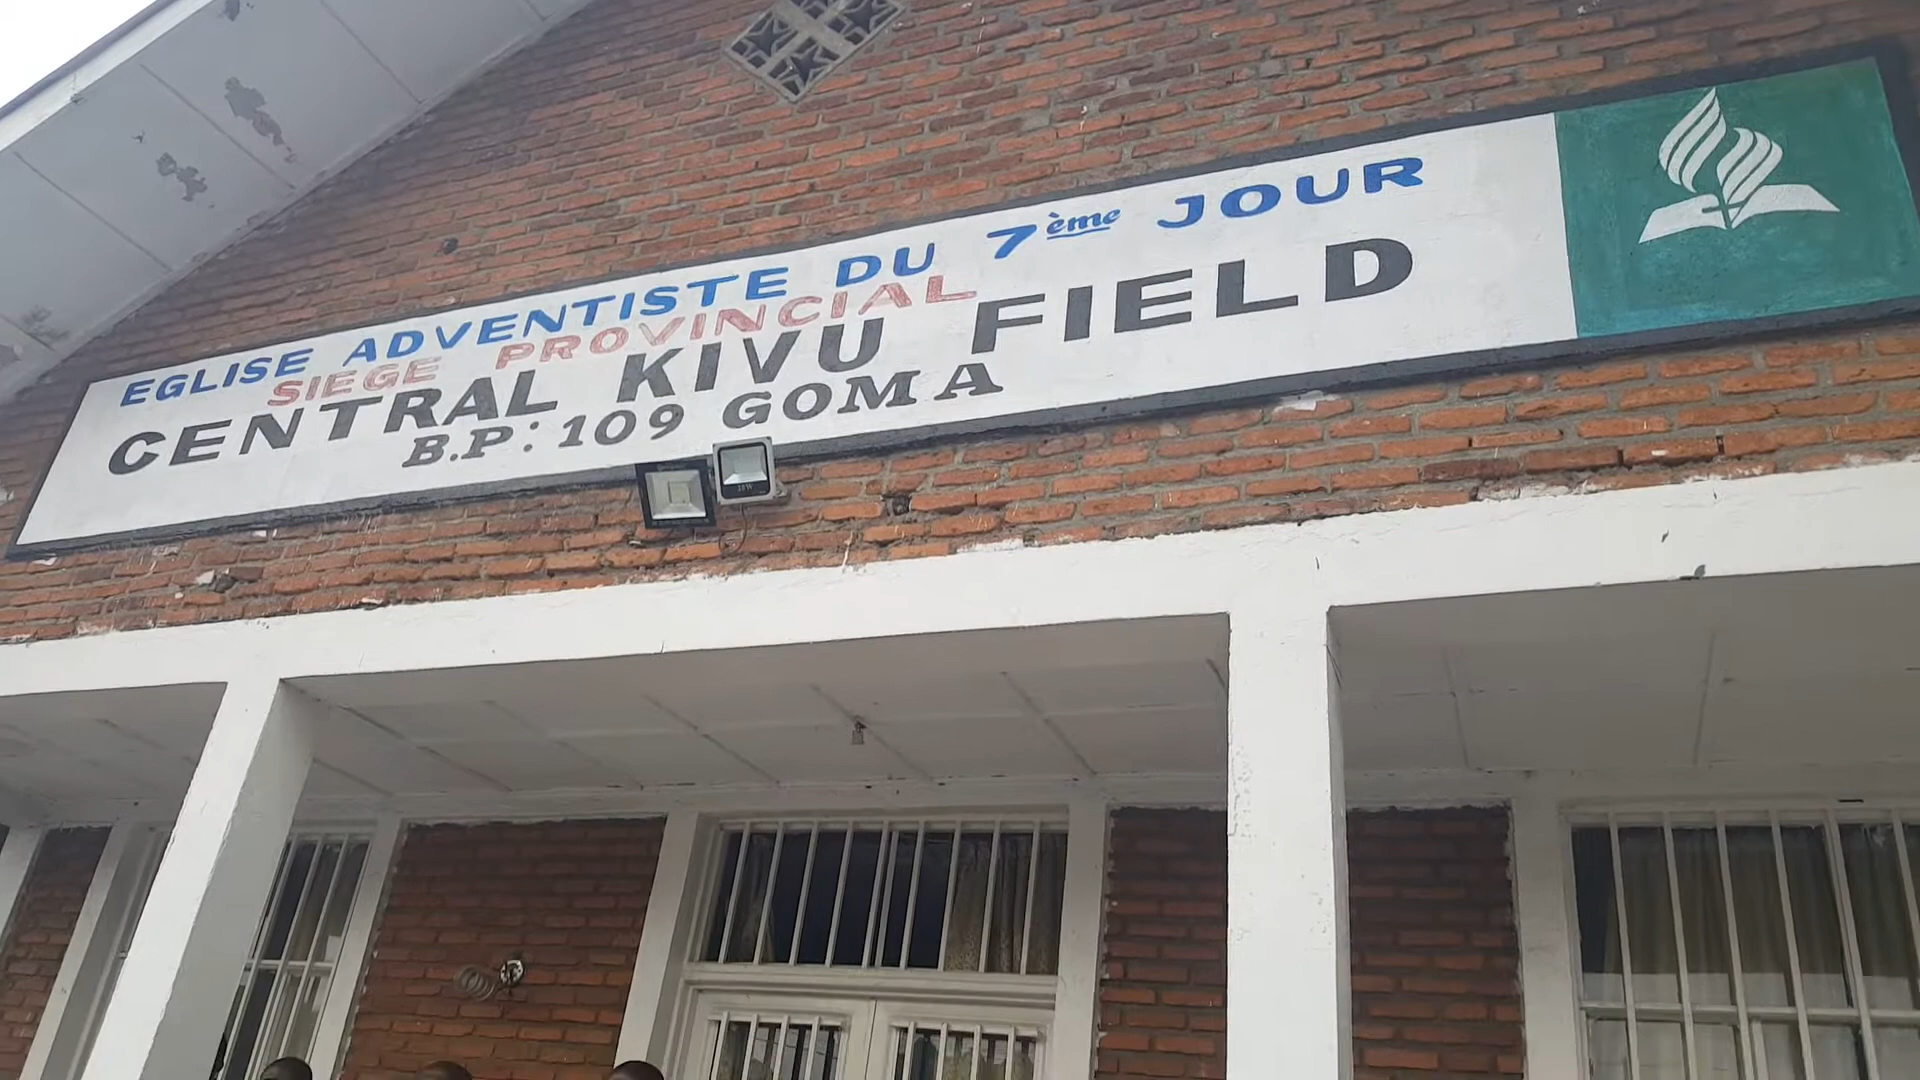 EGLISE ADVENTISTE DU 7ème JOUR
SIEGE PROVINCIAL
CENTRAL KIVU FIELD
B.P: 109 GOMA